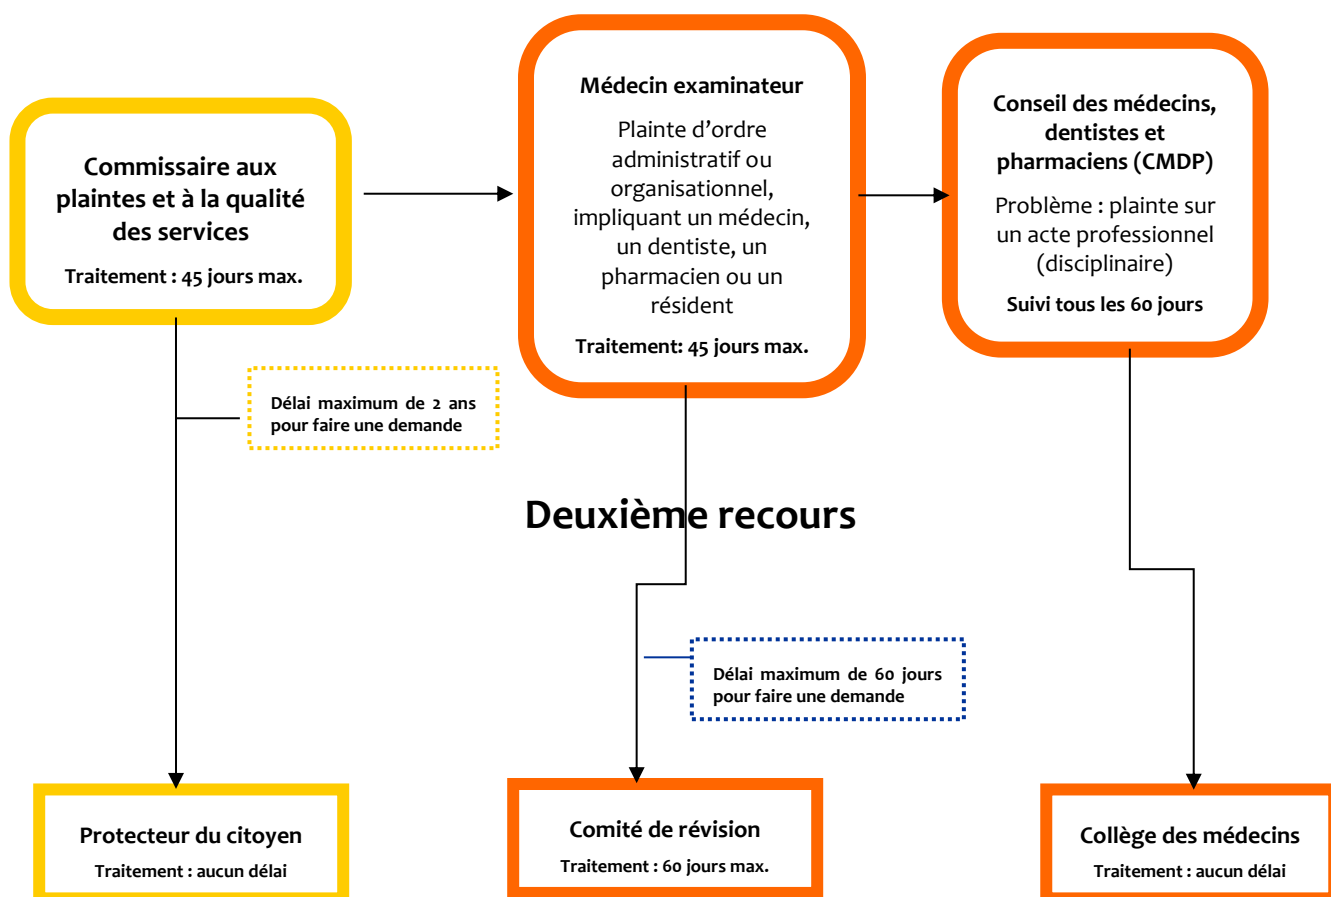 Commissaire aux
plaintes et à la qualité
des services
Traitement : 45 jours max.
Médecin examinateur
Plainte d’ordre
administratif ou
organisationnel,
impliquant un médecin,
un dentiste, un
pharmacien ou un
résident
Traitement: 45 jours max.
Conseil des médecins,
dentistes et
pharmaciens (CMDP)
Problème : plainte sur
un acte professionnel
(disciplinaire)
Suivi tous les 60 jours
Délai maximum de 2 ans
pour faire une demande
Deuxième recours
Délai maximum de 60 jours
pour faire une demande
Protecteur du citoyen
Traitement : aucun délai
Comité de révision
Traitement : 60 jours max.
Collège des médecins
Traitement : aucun délai